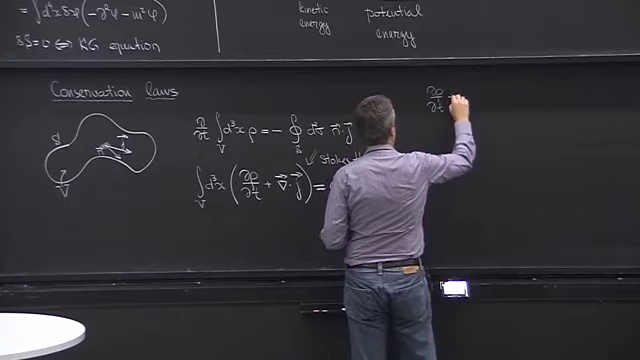 = ∫d⁴x δφ(−∂²φ − m²φ)
δS=0 ⟺ KG equation
kinetic energy
potential energy
Conservation laws
S
V
∂/∂t ∫_V d³x ρ = − ∮_S d²σ n⃗·j⃗
Stokes
∫_V d³x (∂ρ/∂t + ∇⃗·j⃗) =
∂ρ/∂t